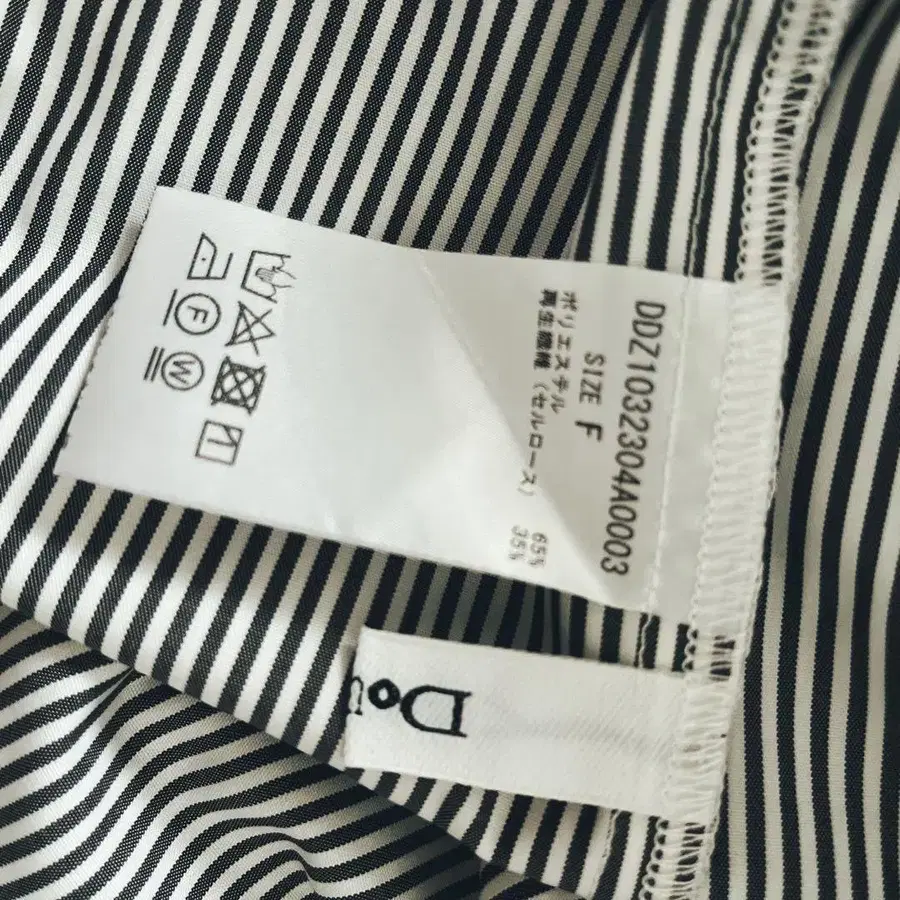 DDZ1032304A0003
SIZE F
ポリエステル 65%
再生繊維（セルロース） 35%
F
W